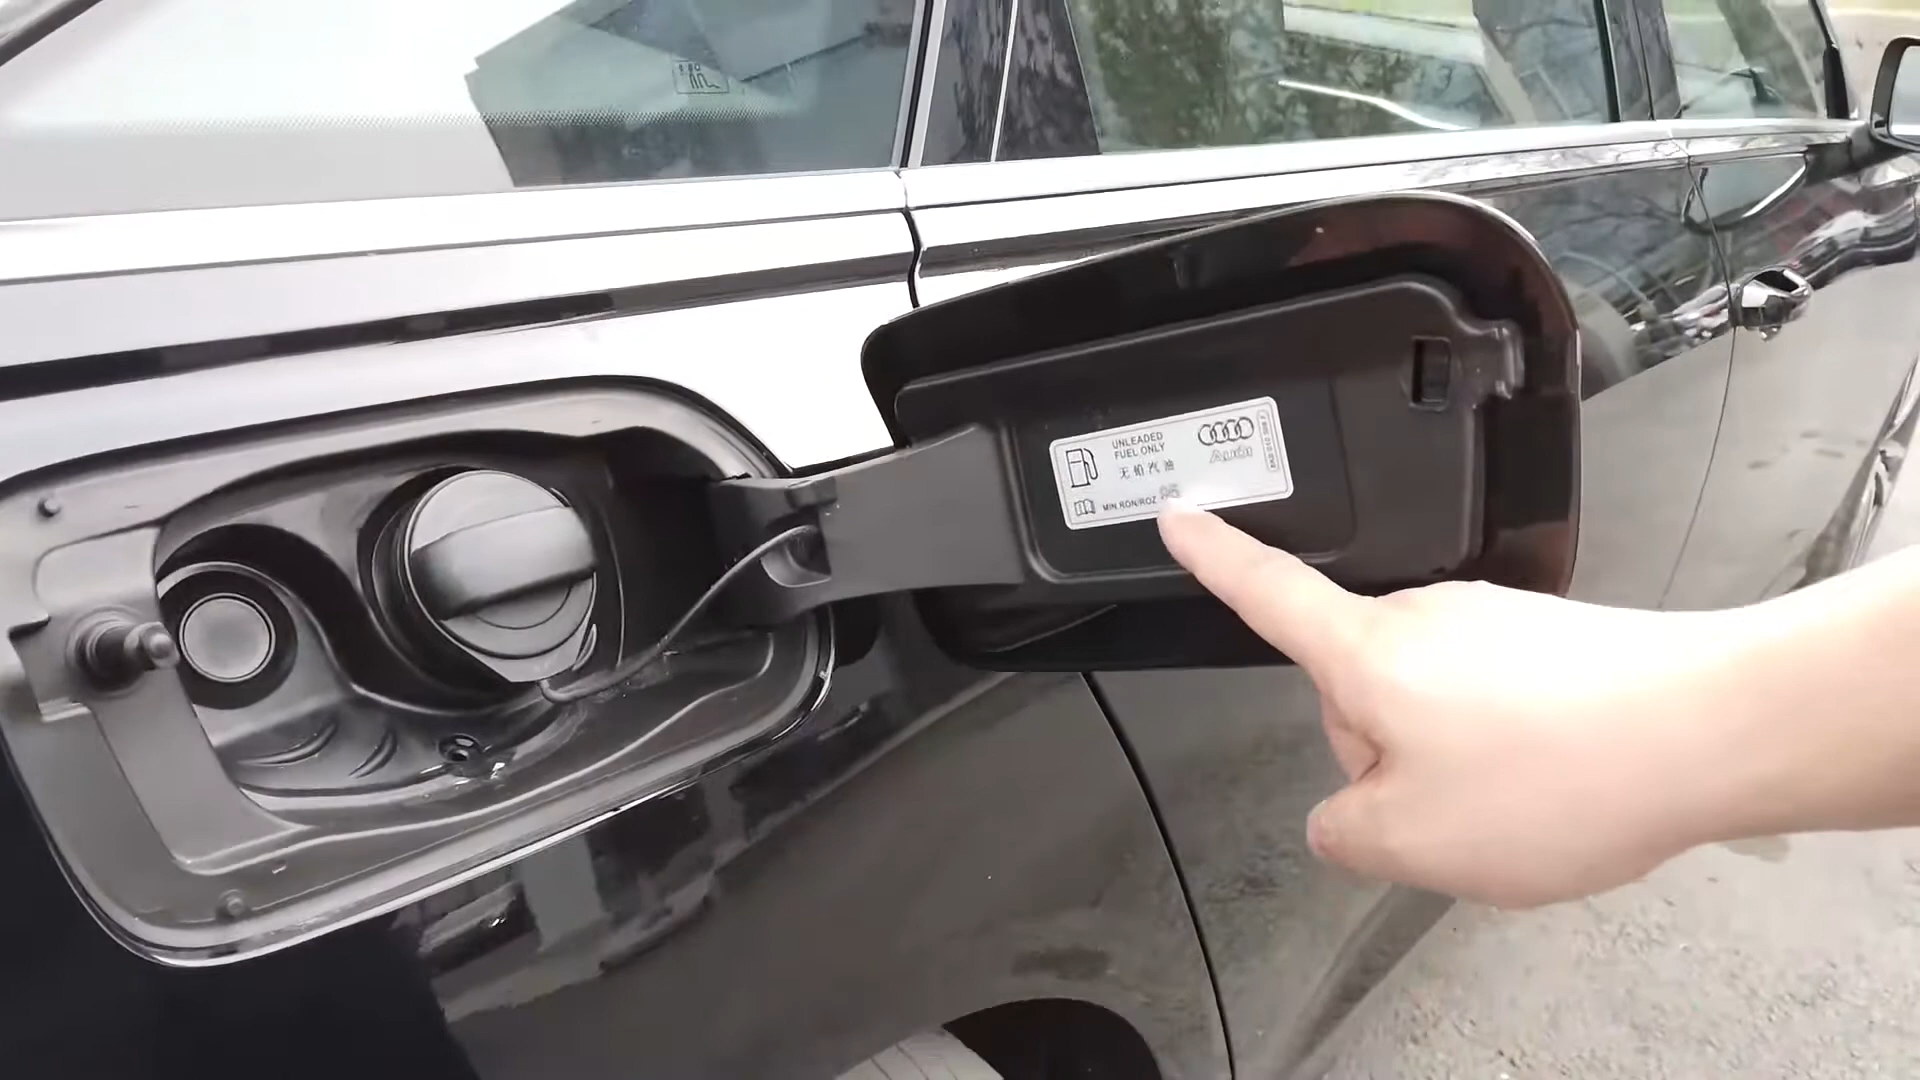 UNLEADED
FUEL ONLY
无铅汽油
MIN.RON/ROZ 95
Audi